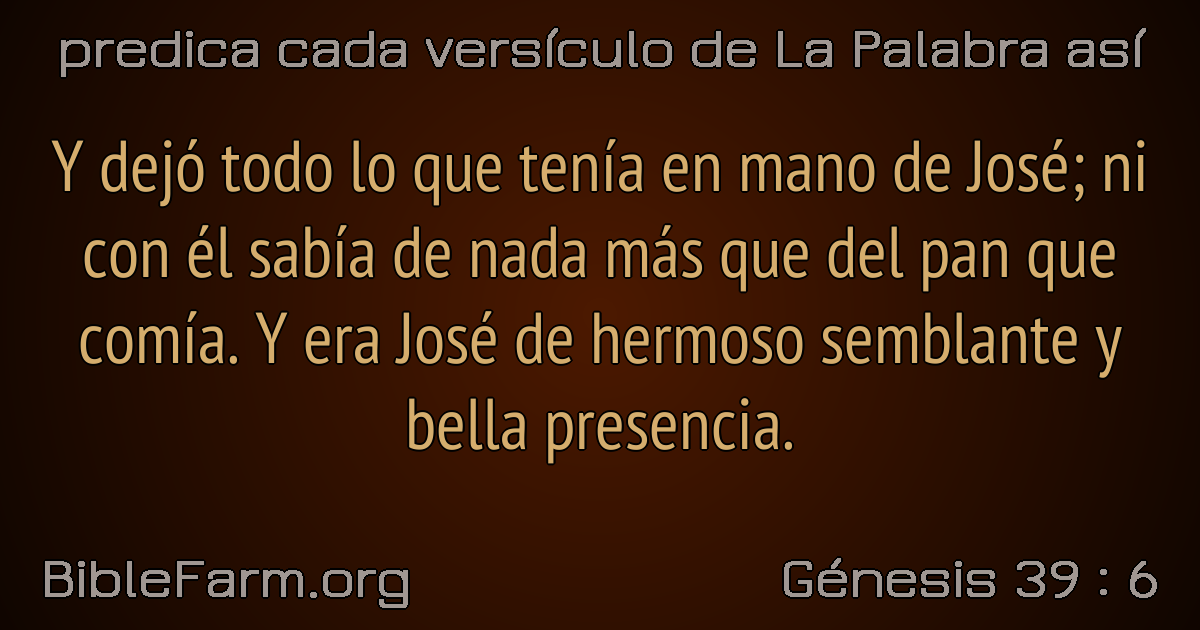 predica cada versículo de La Palabra así
Y dejó todo lo que tenía en mano de José; ni
con él sabía de nada más que del pan que
comía. Y era José de hermoso semblante y
bella presencia.
BibleFarm.org
Génesis 39 : 6